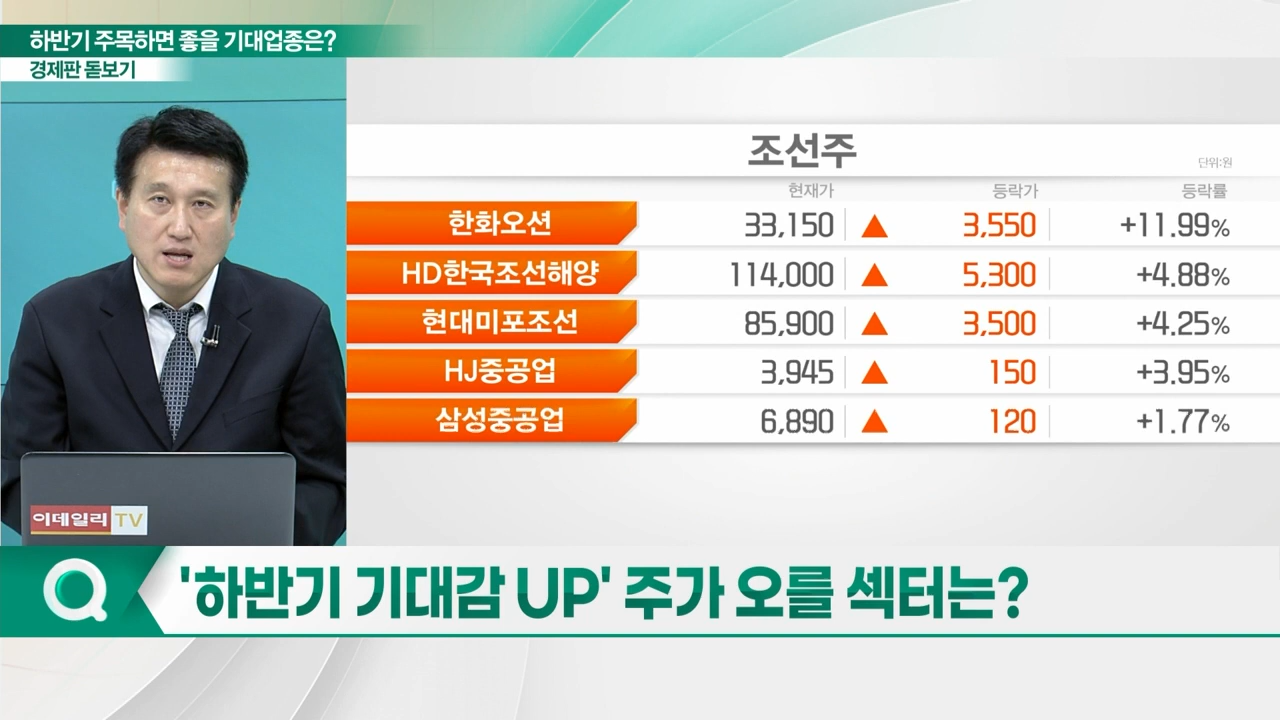 하반기 주목하면 좋을 기대업종은?
경제판 돋보기
조선주
단위:원
현재가 등락가 등락률
한화오션 33,150 ▲ 3,550 +11.99%
HD한국조선해양 114,000 ▲ 5,300 +4.88%
현대미포조선 85,900 ▲ 3,500 +4.25%
HJ중공업 3,945 ▲ 150 +3.95%
삼성중공업 6,890 ▲ 120 +1.77%
이데일리TV
'하반기 기대감 UP' 주가 오를 섹터는?